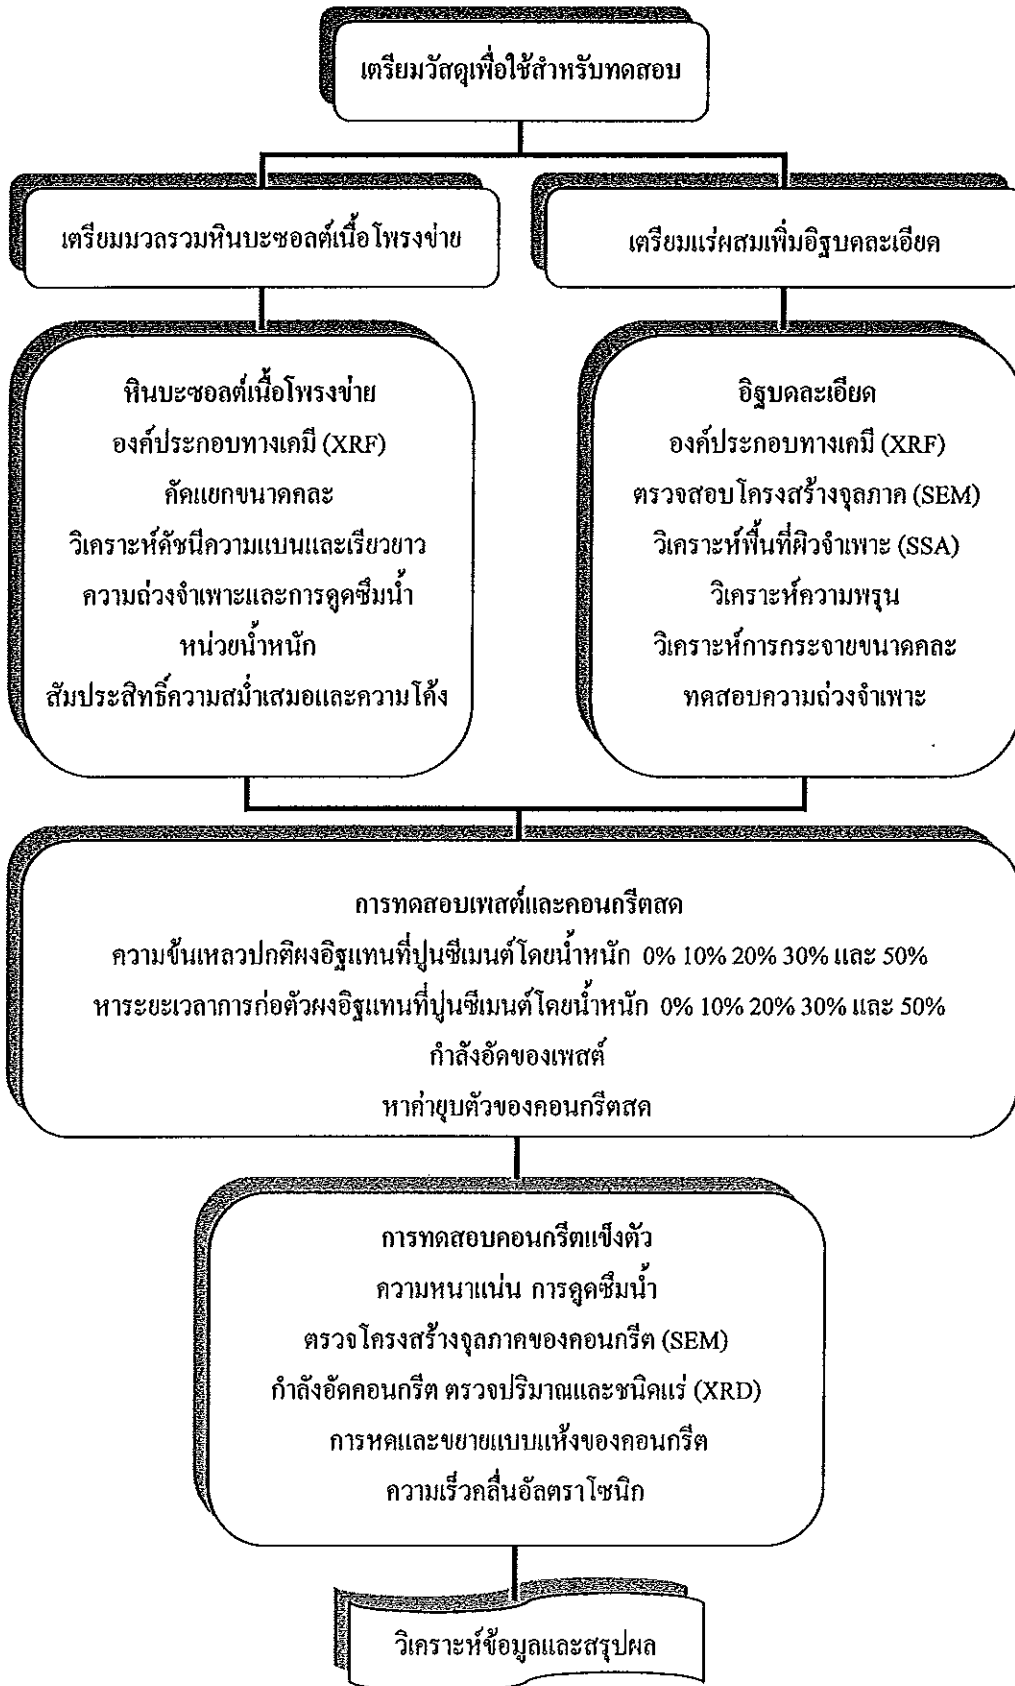 เตรียมวัสดุเพื่อใช้สำหรับทดสอบ
เตรียมมวลรวมหินบะซอลต์เนื้อโพรงข่าย
เตรียมแร่ผสมเพิ่มอิฐบดละเอียด
หินบะซอลต์เนื้อโพรงข่าย
องค์ประกอบทางเคมี (XRF)
คัดแยกขนาดคละ
วิเคราะห์ดัชนีความแบนและเรียวยาว
ความถ่วงจำเพาะและการดูดซึมน้ำ
หน่วยน้ำหนัก
สัมประสิทธิ์ความสม่ำเสมอและความโค้ง
อิฐบดละเอียด
องค์ประกอบทางเคมี (XRF)
ตรวจสอบโครงสร้างจุลภาค (SEM)
วิเคราะห์พื้นที่ผิวจำเพาะ (SSA)
วิเคราะห์ความพรุน
วิเคราะห์การกระจายขนาดคละ
ทดสอบความถ่วงจำเพาะ
การทดสอบเพสต์และคอนกรีตสด
ความข้นเหลวปกติผงอิฐแทนที่ปูนซีเมนต์โดยน้ำหนัก 0% 10% 20% 30% และ 50%
หาระยะเวลาการก่อตัวผงอิฐแทนที่ปูนซีเมนต์โดยน้ำหนัก 0% 10% 20% 30% และ 50%
กำลังอัดของเพสต์
หาค่ายุบตัวของคอนกรีตสด
การทดสอบคอนกรีตแข็งตัว
ความหนาแน่น การดูดซึมน้ำ
ตรวจโครงสร้างจุลภาคของคอนกรีต (SEM)
กำลังอัดคอนกรีต ตรวจปริมาณและชนิดแร่ (XRD)
การหดและขยายแบบแห้งของคอนกรีต
ความเร็วคลื่นอัลตราโซนิก
วิเคราะห์ข้อมูลและสรุปผล